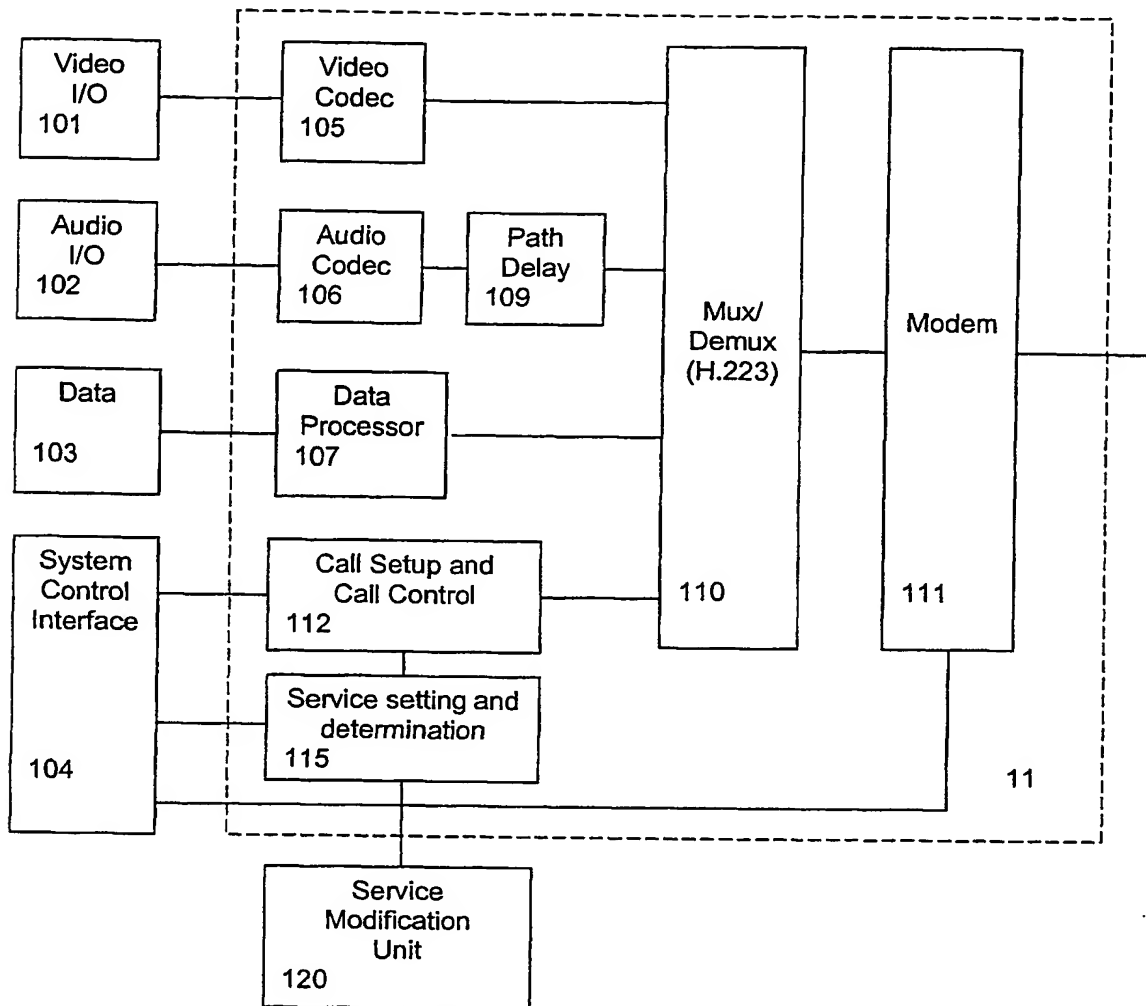 Video
I/O
101
Video
Codec
105
Audio
I/O
102
Audio
Codec
106
Path
Delay
109
Data
103
Data
Processor
107
Mux/
Demux
(H.223)
110
Modem
111
System
Control
Interface
104
Call Setup and
Call Control
112
Service setting and
determination
115
11
Service
Modification
Unit
120